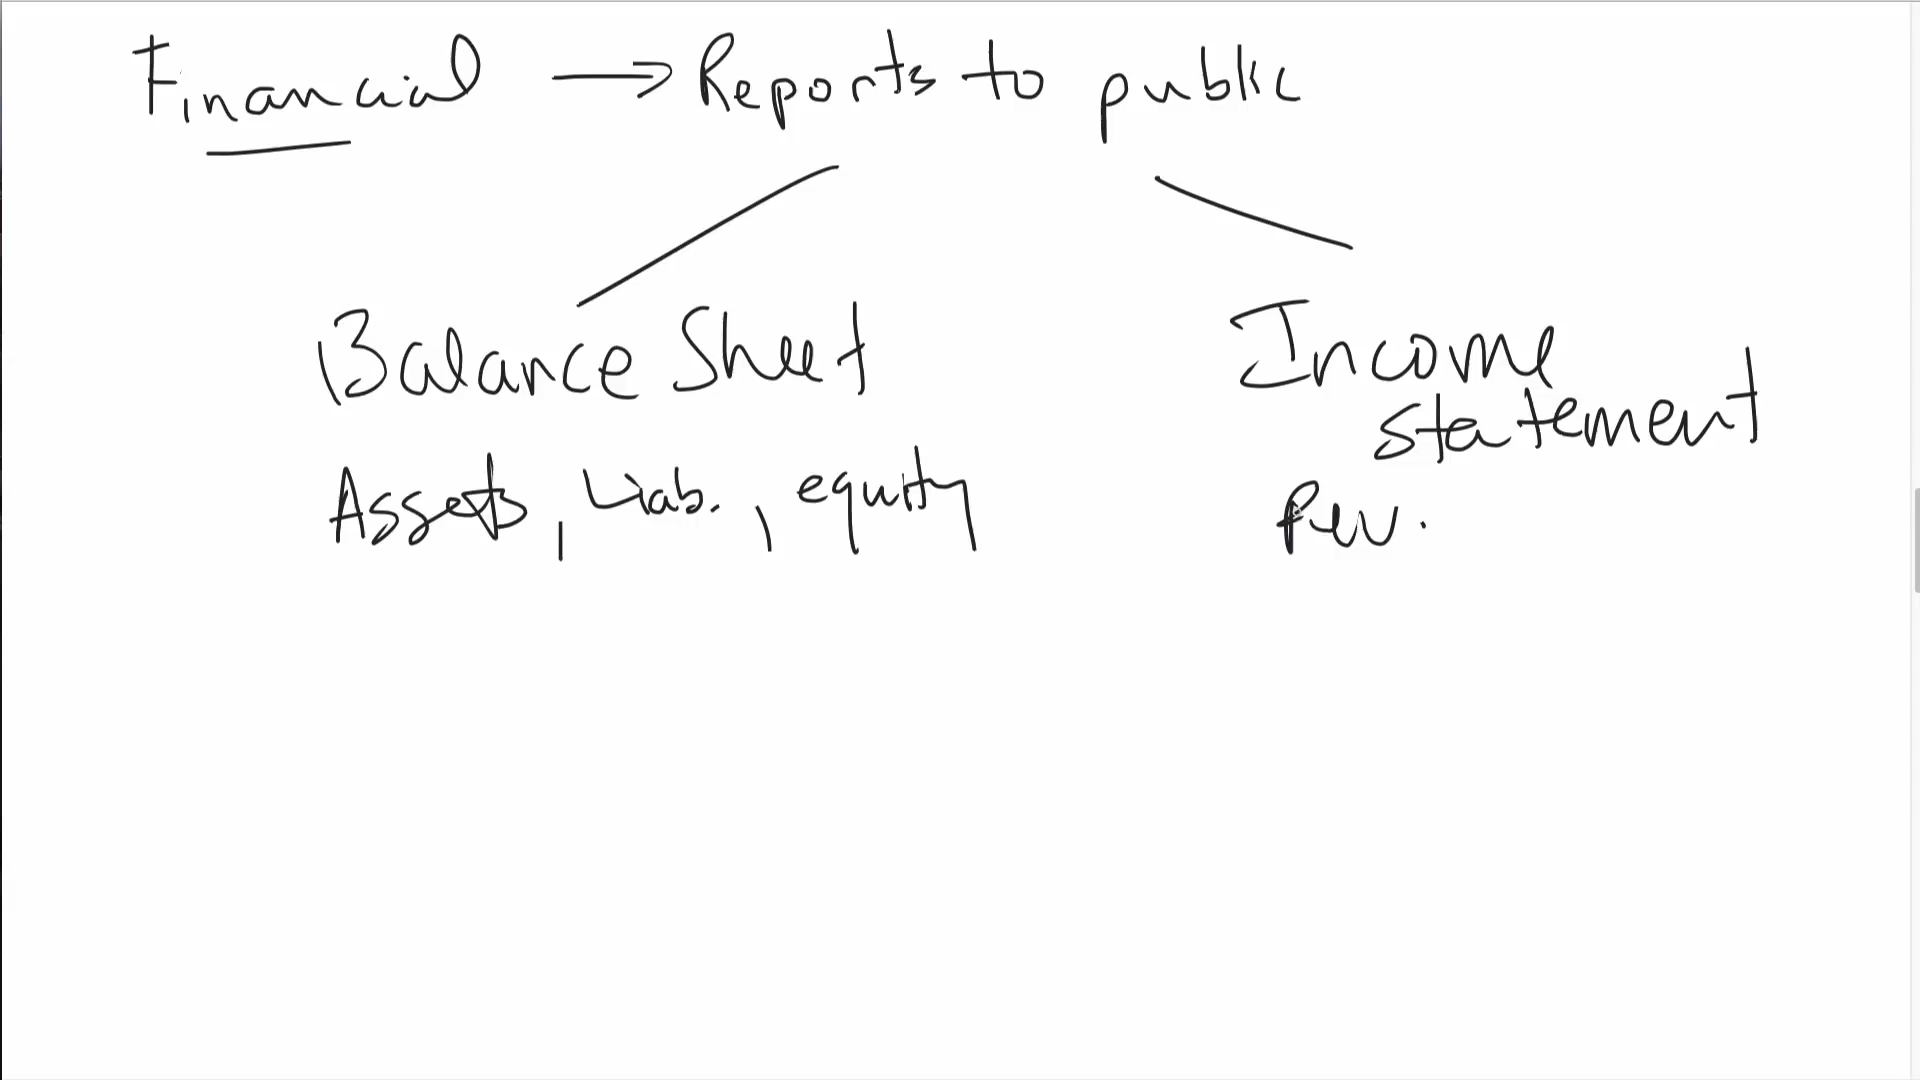 Financial → Reports to public
Balance Sheet
Income
statement
Assets, Liab., equity
Rev.